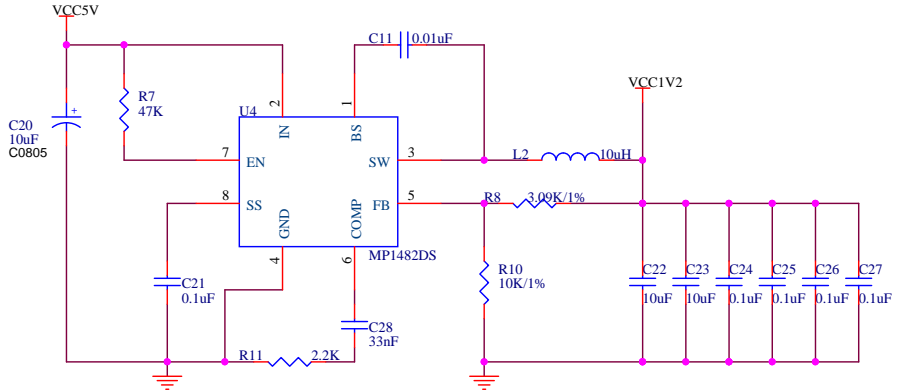 VCC5V
C11 0.01uF
VCC1V2
R7
47K
U4
2
1
IN
BS
C20
10uF
C0805
+
7
EN
SW
3
L2
10uH
8
SS
FB
5
R8
3.09K/1%
GND
COMP
4
6
MP1482DS
C21
0.1uF
R10
10K/1%
C22
10uF
C23
10uF
C24
0.1uF
C25
0.1uF
C26
0.1uF
C27
0.1uF
C28
33nF
R11
2.2K